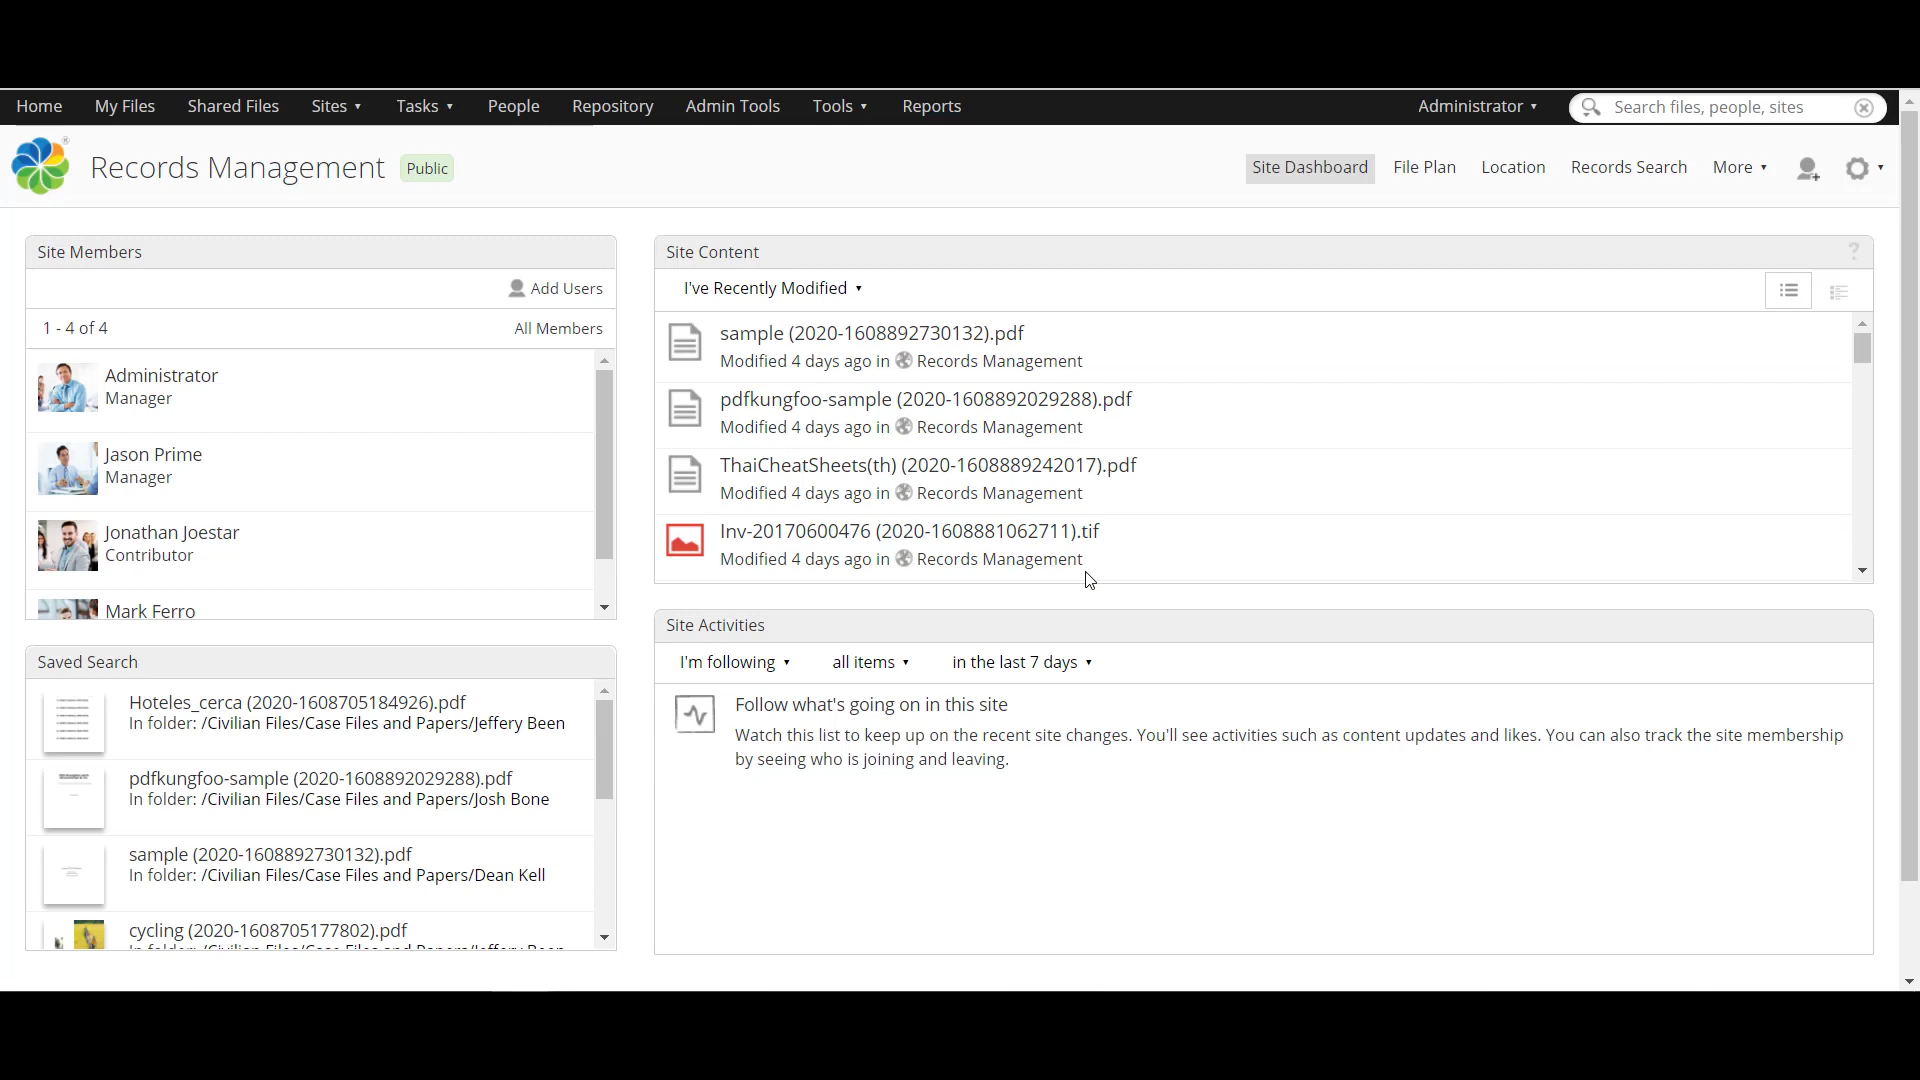 Home My Files Shared Files Sites Tasks People Repository Admin Tools Tools Reports Administrator Search files, people, sites
Records Management Public Site Dashboard File Plan Location Records Search More
Site Members
Add Users
1 - 4 of 4 All Members
Administrator
Manager
Jason Prime
Manager
Jonathan Joestar
Contributor
Mark Ferro
Saved Search
Hoteles_cerca (2020-1608705184926).pdf
In folder: /Civilian Files/Case Files and Papers/Jeffery Been
pdfkungfoo-sample (2020-1608892029288).pdf
In folder: /Civilian Files/Case Files and Papers/Josh Bone
sample (2020-1608892730132).pdf
In folder: /Civilian Files/Case Files and Papers/Dean Kell
cycling (2020-1608705177802).pdf
In folder: /Civilian Files/Case Files and Papers/Jeffery Been
Site Content ?
I've Recently Modified
sample (2020-1608892730132).pdf
Modified 4 days ago in Records Management
pdfkungfoo-sample (2020-1608892029288).pdf
Modified 4 days ago in Records Management
ThaiCheatSheets(th) (2020-1608889242017).pdf
Modified 4 days ago in Records Management
Inv-20170600476 (2020-1608881062711).tif
Modified 4 days ago in Records Management
Site Activities
I'm following all items in the last 7 days
Follow what's going on in this site
Watch this list to keep up on the recent site changes. You'll see activities such as content updates and likes. You can also track the site membership
by seeing who is joining and leaving.